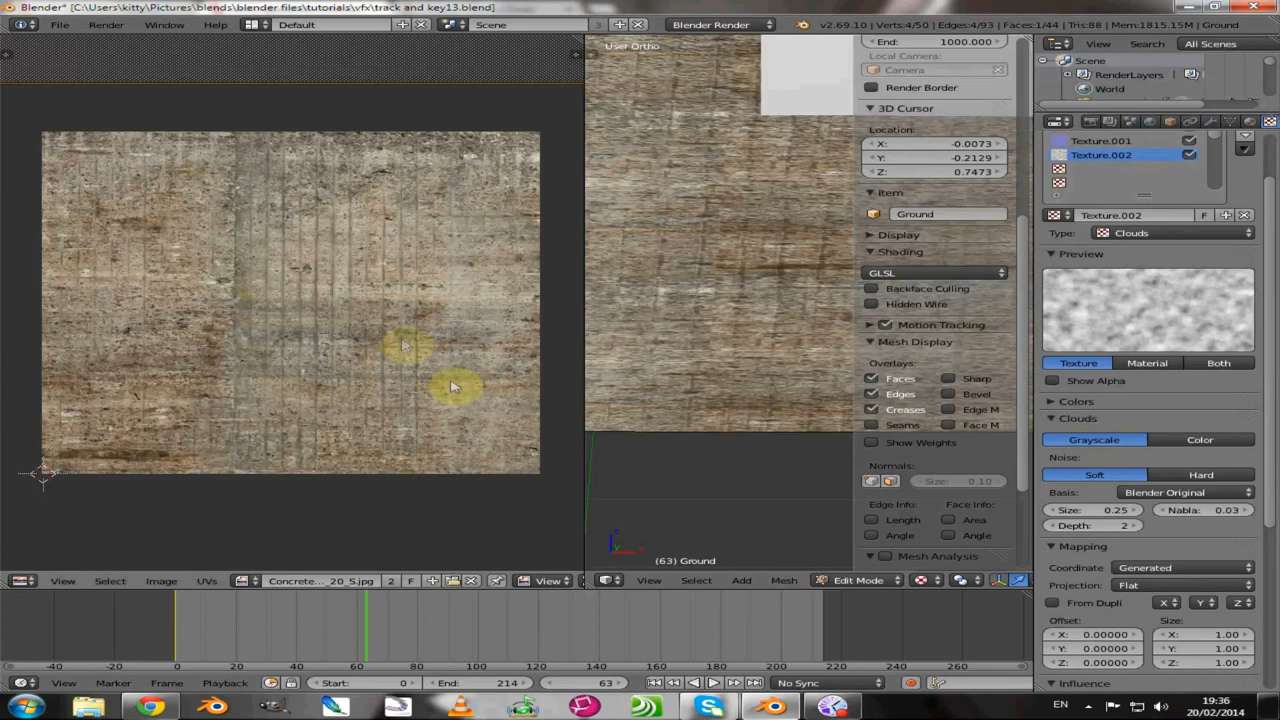 Blender* [C:\Users\kitty\Pictures\blender files\tutorials\vfx\track and key13.blend]
File Render Window Help Default Scene 3 Blender Render v2.69.10 | Verts:4/50 | Edges:4/93 | Faces:1/44 | Tris:88 | Mem:1815.15M | Ground
View Search All Scenes
Scene
RenderLayers
World
User Ortho
End: 1000.000
Local Camera:
Camera
Render Border
3D Cursor
Location:
X: -0.0073
Y: -0.2129
Z: 0.7473
Item
Ground
Display
Shading
GLSL
Backface Culling
Hidden Wire
Motion Tracking
Mesh Display
Overlays:
Faces Sharp
Edges Bevel
Creases Edge M
Seams Face M
Show Weights
Normals:
Size: 0.10
Edge Info: Face Info:
Length Area
Angle Angle
Mesh Analysis
(63) Ground
Texture.001
Texture.002
Texture.002 F
Type: Clouds
Preview
Texture Material Both
Show Alpha
Colors
Clouds
Grayscale Color
Noise:
Soft Hard
Basis: Blender Original
Size: 0.25 Nabla: 0.03
Depth: 2
Mapping
Coordinate Generated
Projection: Flat
From Dupli X Y Z
Offset: Size:
X: 0.00000 X: 1.00
Y: 0.00000 Y: 1.00
Z: 0.00000 Z: 1.00
Influence
View Select Image UVs Concrete..._20_S.jpg 2 F View
View Select Add Mesh Edit Mode
-40 -20 0 20 40 60 80 100 120 140 160 180 200 220 240 260
View Marker Frame Playback Start: 0 End: 214 63 No Sync
EN 19:36
20/02/2014